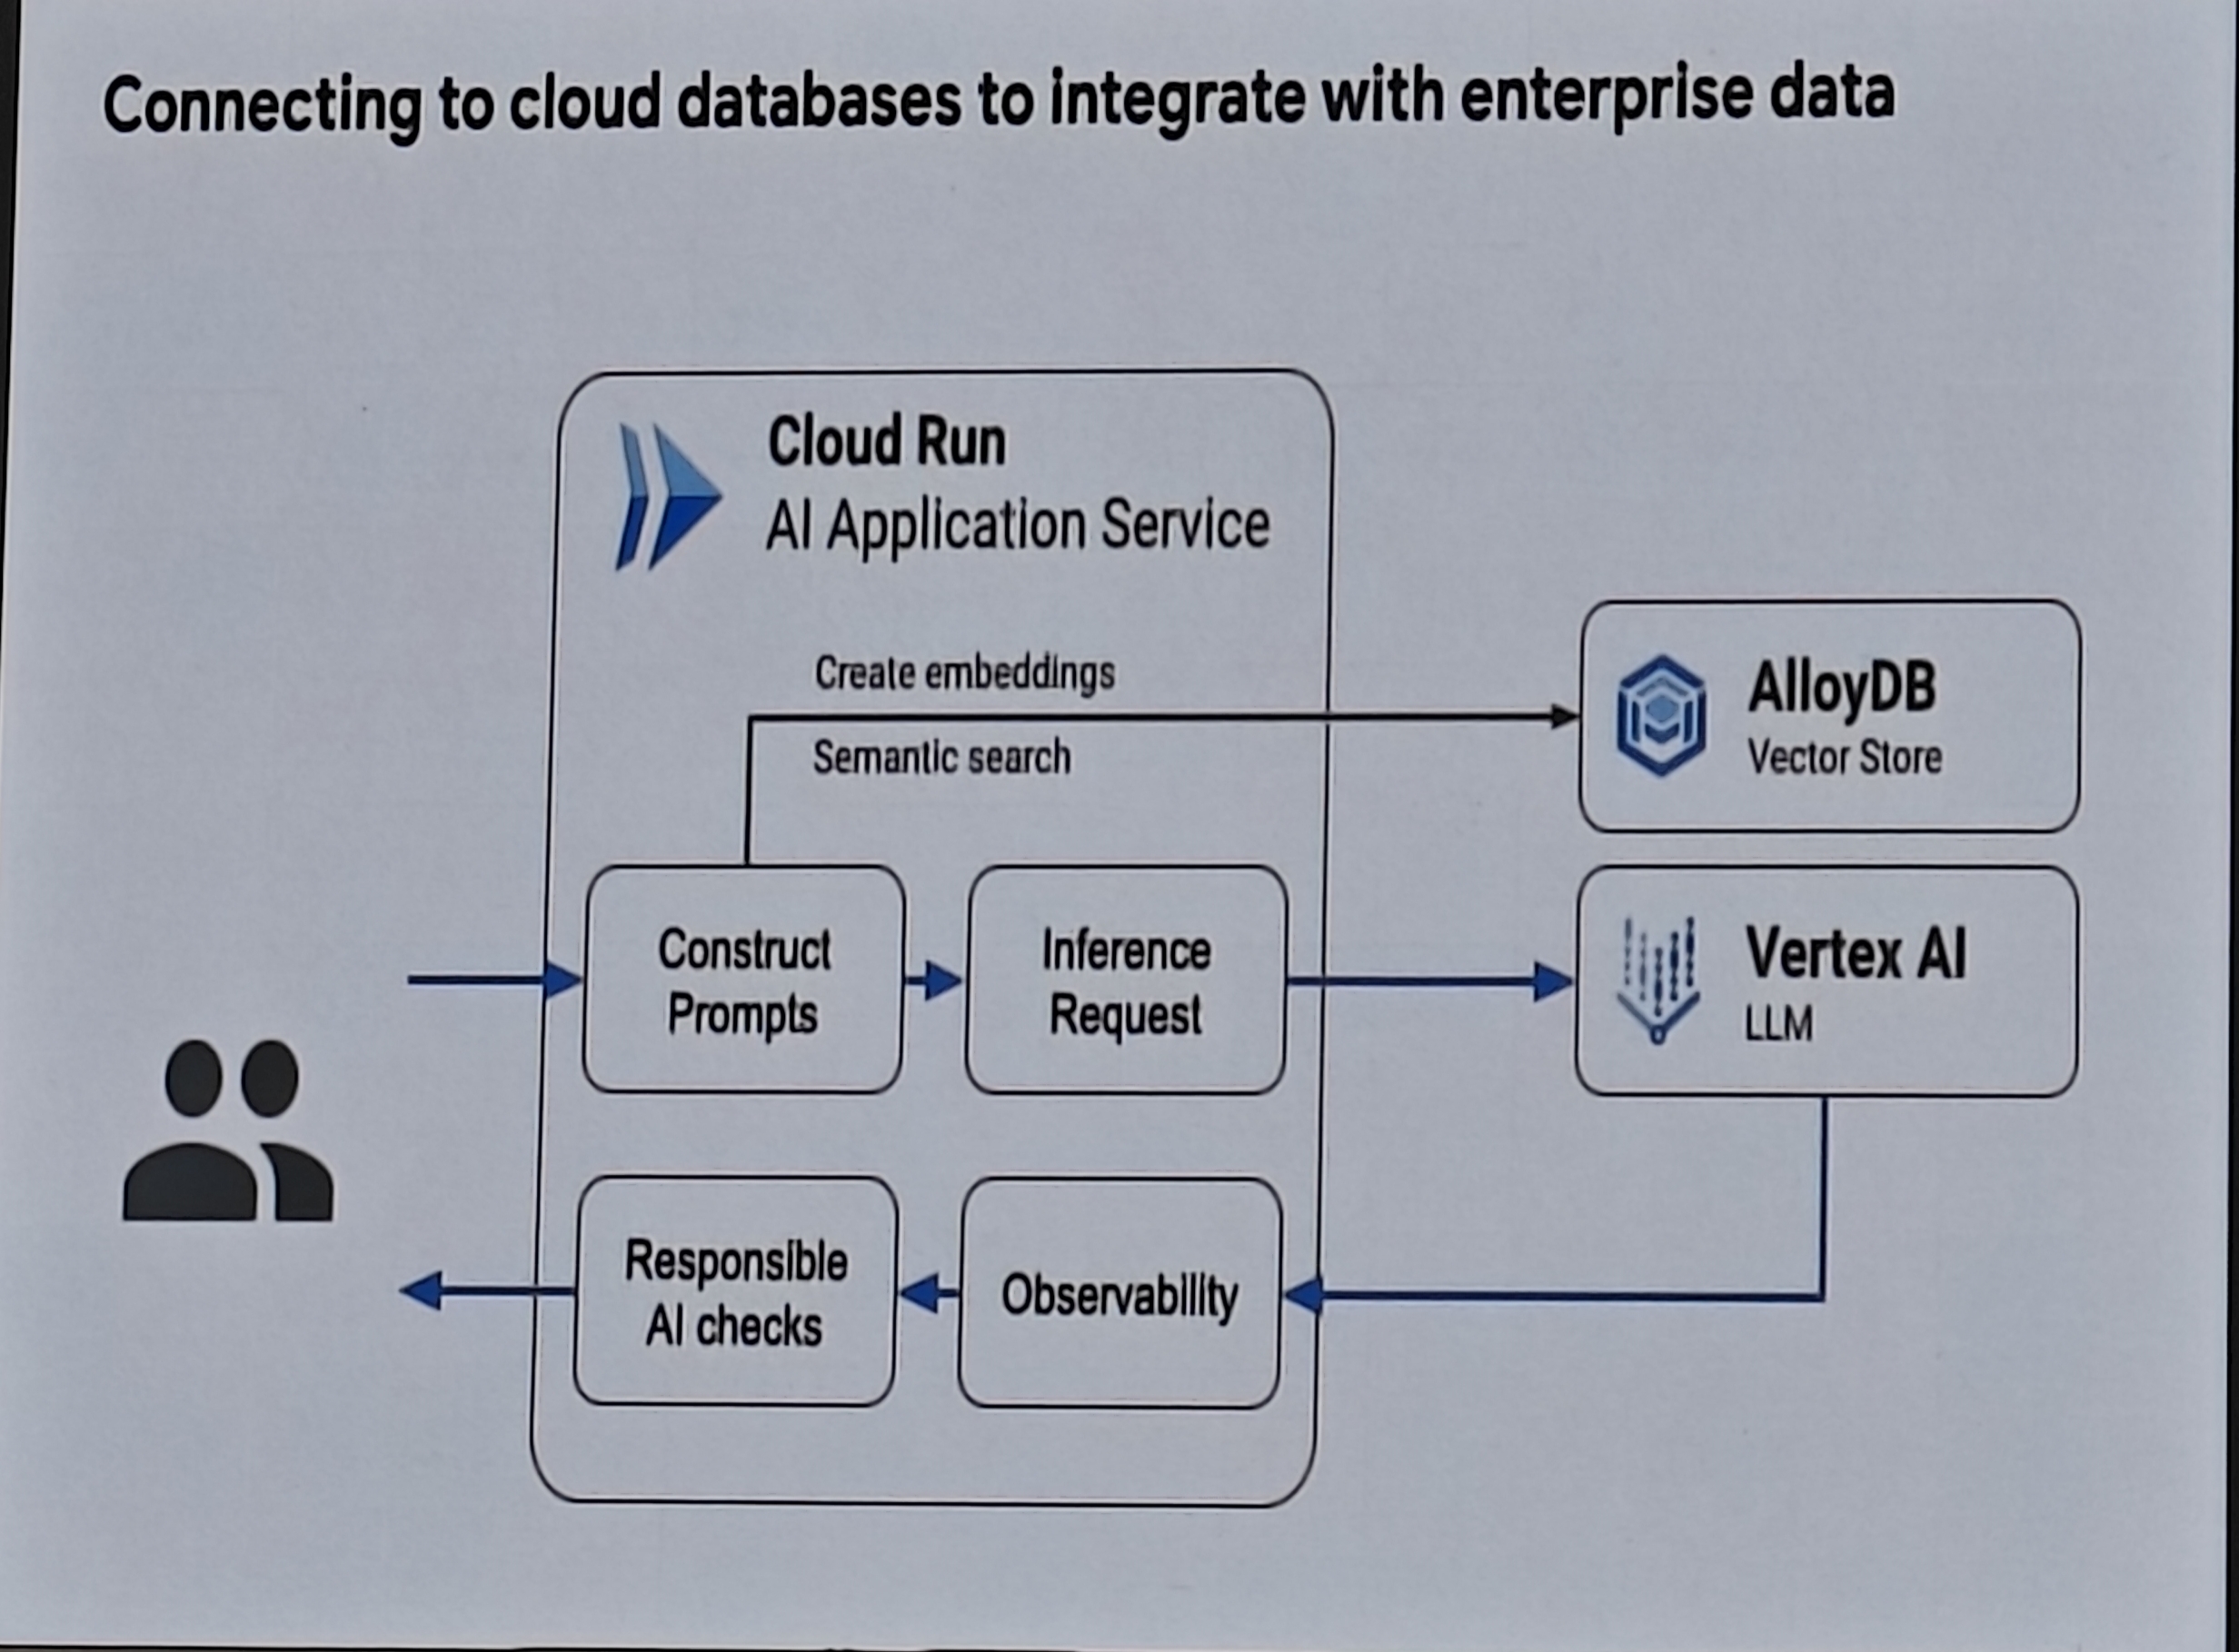 Connecting to cloud databases to integrate with enterprise data
Cloud Run
AI Application Service
Create embeddings
Semantic search
AlloyDB
Vector Store
Construct
Prompts
Inference
Request
Vertex AI
LLM
Responsible
AI checks
Observability